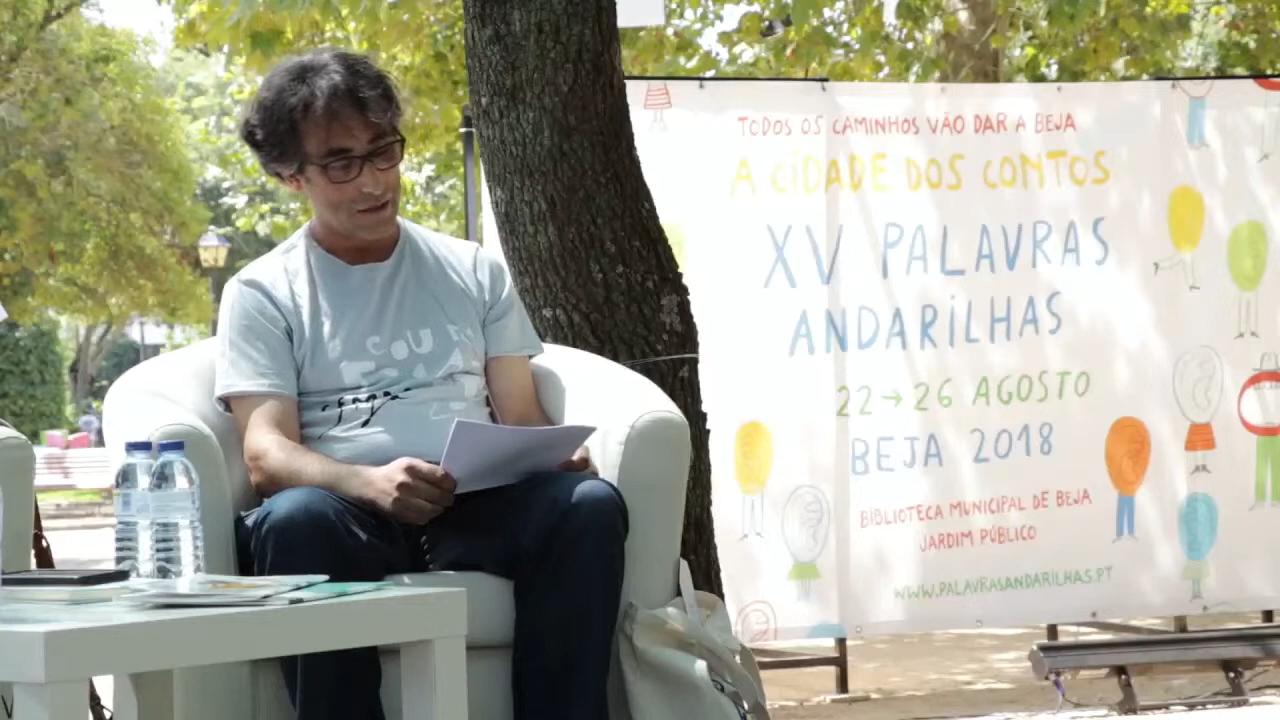 TODOS OS CAMINHOS VÃO DAR A BEJA
A CIDADE DOS CONTOS
XV PALAVRAS
ANDARILHAS
22→26 AGOSTO
BEJA 2018
BIBLIOTECA MUNICIPAL DE BEJA
JARDIM PÚBLICO
WWW.PALAVRASANDARILHAS.PT